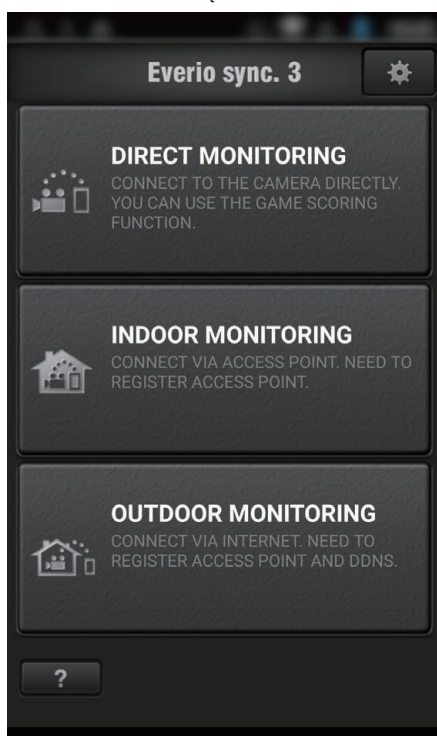 Everio sync. 3
DIRECT MONITORING
CONNECT TO THE CAMERA DIRECTLY.
YOU CAN USE THE GAME SCORING
FUNCTION.
INDOOR MONITORING
CONNECT VIA ACCESS POINT. NEED TO
REGISTER ACCESS POINT.
OUTDOOR MONITORING
CONNECT VIA INTERNET. NEED TO
REGISTER ACCESS POINT AND DDNS.
?